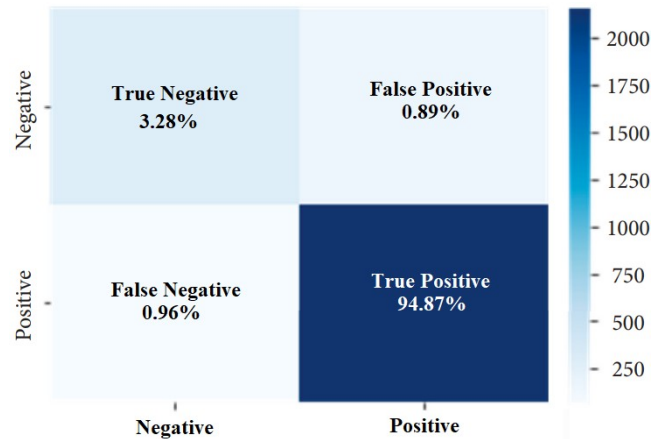 Negative
True Negative
3.28%
False Positive
0.89%
Positive
False Negative
0.96%
True Positive
94.87%
Negative
Positive
2000
1750
1500
1250
1000
750
500
250